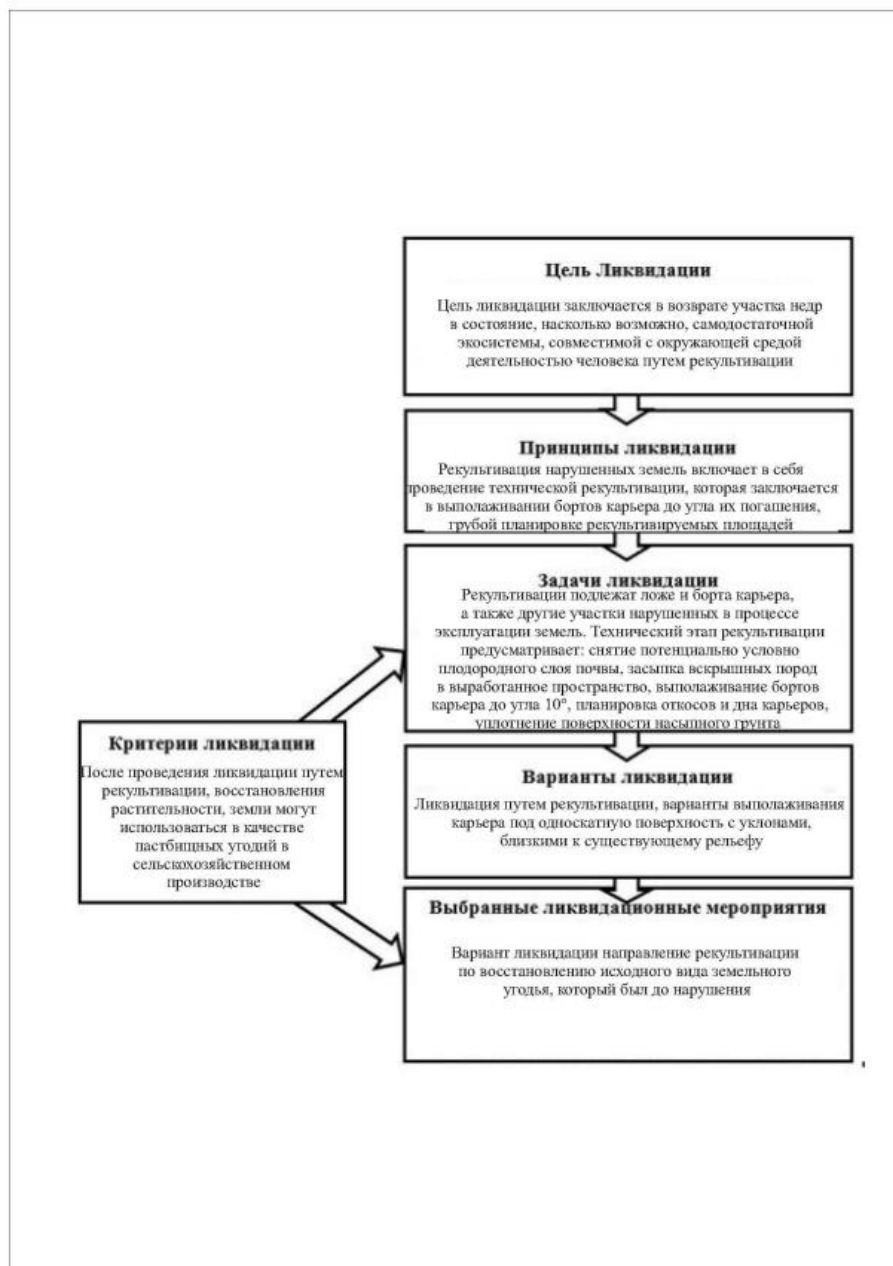 Цель Ликвидации
Цель ликвидации заключается в возврате участка недр
в состояние, насколько возможно, самодостаточной
экосистемы, совместимой с окружающей средой
деятельностью человека путем рекультивации
Принципы ликвидации
Рекультивация нарушенных земель включает в себя
проведение технической рекультивации, которая заключается
в выполаживании бортов карьера до угла их погашения,
грубой планировке рекультивируемых площадей
Задачи ликвидации
Рекультивации подлежат ложе и борта карьера,
а также другие участки нарушенных в процессе
эксплуатации земель. Технический этап рекультивации
предусматривает: снятие потенциально условно
плодородного слоя почвы, засыпка вскрышных пород
в выработанное пространство, выполаживание бортов
карьера до угла 10°, планировка откосов и дна карьеров,
уплотнение поверхности насыпного грунта
Критерии ликвидации
После проведения ликвидации путем
рекультивации, восстановления
растительности, земли могут
использоваться в качестве
пастбищных угодий в
сельскохозяйственном
производстве
Варианты ликвидации
Ликвидация путем рекультивации, варианты выполаживания
карьера под односкатную поверхность с уклонами,
близкими к существующему рельефу
Выбранные ликвидационные мероприятия
Вариант ликвидации направление рекультивации
по восстановлению исходного вида земельного
угодья, который был до нарушения